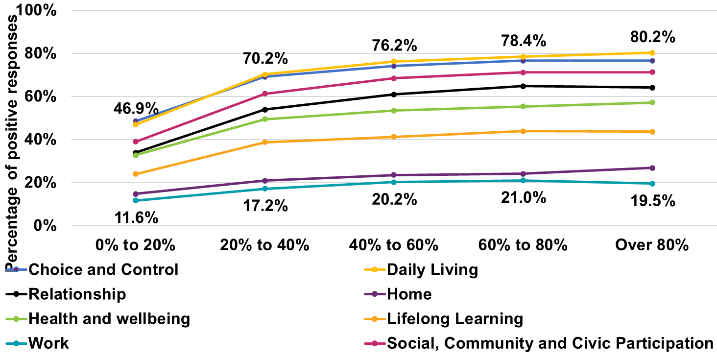 Percentage of positive responses
100%
80%
60%
40%
20%
0%
46.9%
70.2%
76.2%
78.4%
80.2%
11.6%
17.2%
20.2%
21.0%
19.5%
0% to 20%
20% to 40%
40% to 60%
60% to 80%
Over 80%
Choice and Control
Daily Living
Relationship
Home
Health and wellbeing
Lifelong Learning
Work
Social, Community and Civic Participation